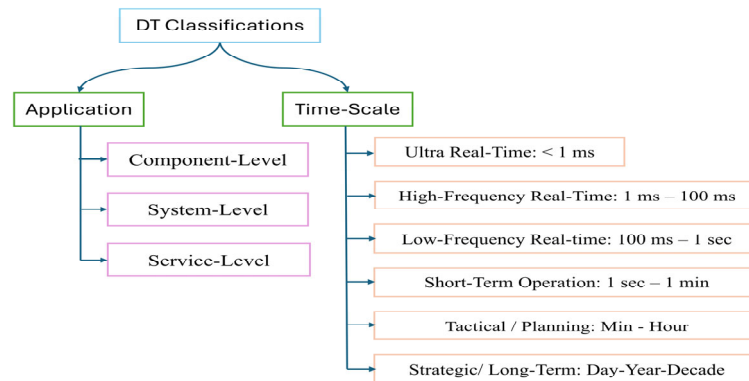 DT Classifications
Application
Time-Scale
Component-Level
System-Level
Service-Level
Ultra Real-Time: < 1 ms
High-Frequency Real-Time: 1 ms – 100 ms
Low-Frequency Real-time: 100 ms – 1 sec
Short-Term Operation: 1 sec – 1 min
Tactical / Planning: Min - Hour
Strategic/ Long-Term: Day-Year-Decade